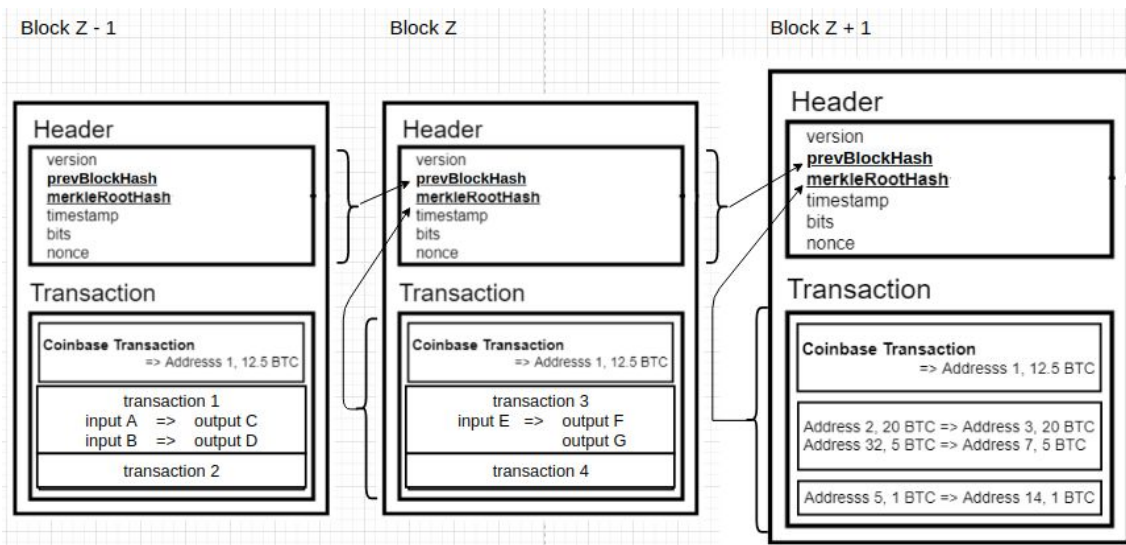 Block Z - 1
Header
version
prevBlockHash
merkleRootHash
timestamp
bits
nonce
Transaction
Coinbase Transaction
=> Addresss 1, 12.5 BTC
transaction 1
input A => output C
input B => output D
transaction 2
Block Z
Header
version
prevBlockHash
merkleRootHash
timestamp
bits
nonce
Transaction
Coinbase Transaction
=> Addresss 1, 12.5 BTC
transaction 3
input E => output F
output G
transaction 4
Block Z + 1
Header
version
prevBlockHash
merkleRootHash
timestamp
bits
nonce
Transaction
Coinbase Transaction
=> Addresss 1, 12.5 BTC
Address 2, 20 BTC => Address 3, 20 BTC
Address 32, 5 BTC => Address 7, 5 BTC
Addresss 5, 1 BTC => Address 14, 1 BTC